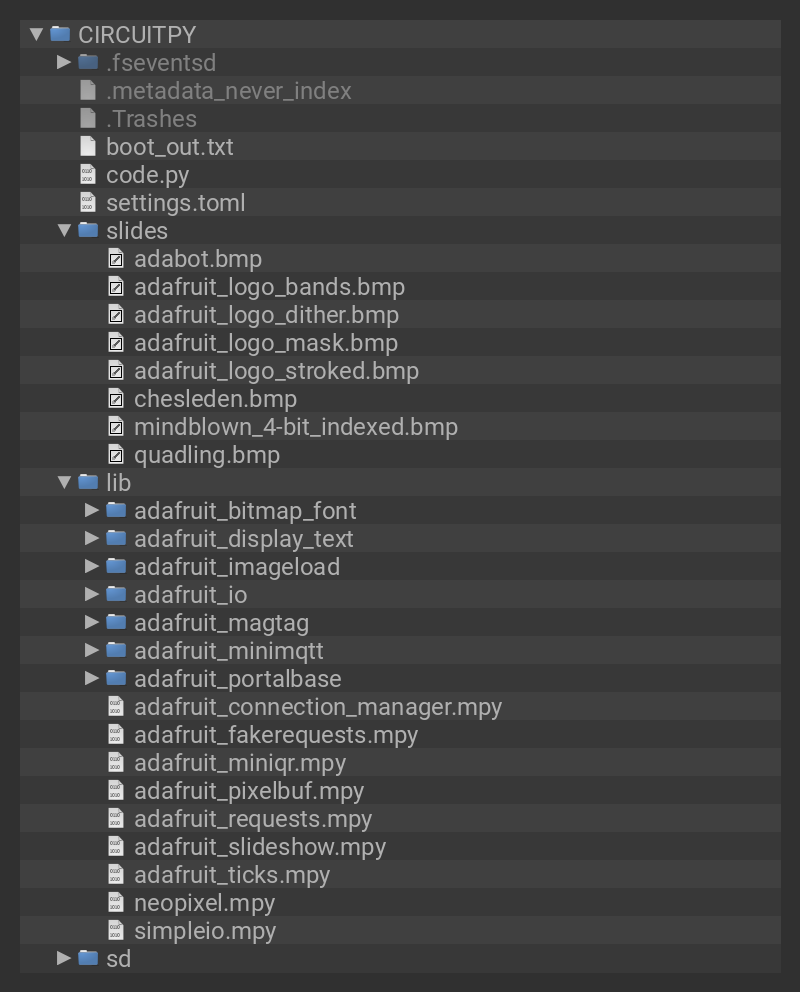 CIRCUITPY
.fseventsd
.metadata_never_index
.Trashes
boot_out.txt
code.py
settings.toml
slides
adabot.bmp
adafruit_logo_bands.bmp
adafruit_logo_dither.bmp
adafruit_logo_mask.bmp
adafruit_logo_stroked.bmp
chesleden.bmp
mindblown_4-bit_indexed.bmp
quadling.bmp
lib
adafruit_bitmap_font
adafruit_display_text
adafruit_imageload
adafruit_io
adafruit_magtag
adafruit_minimqtt
adafruit_portalbase
adafruit_connection_manager.mpy
adafruit_fakerequests.mpy
adafruit_miniqr.mpy
adafruit_pixelbuf.mpy
adafruit_requests.mpy
adafruit_slideshow.mpy
adafruit_ticks.mpy
neopixel.mpy
simpleio.mpy
sd